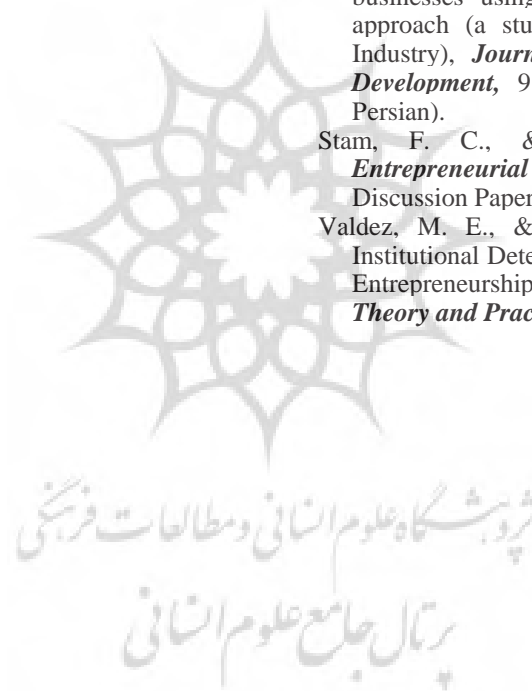 businesses using
approach (a stu
Industry), Journ
Development, 9
Persian).
Stam, F. C., &
Entrepreneurial
Discussion Paper
Valdez, M. E., &
Institutional Dete
Entrepreneurship
Theory and Prac
پژوهشگاه علوم انسانی و مطالعات فرهنگی
پرتال جامع علوم انسانی